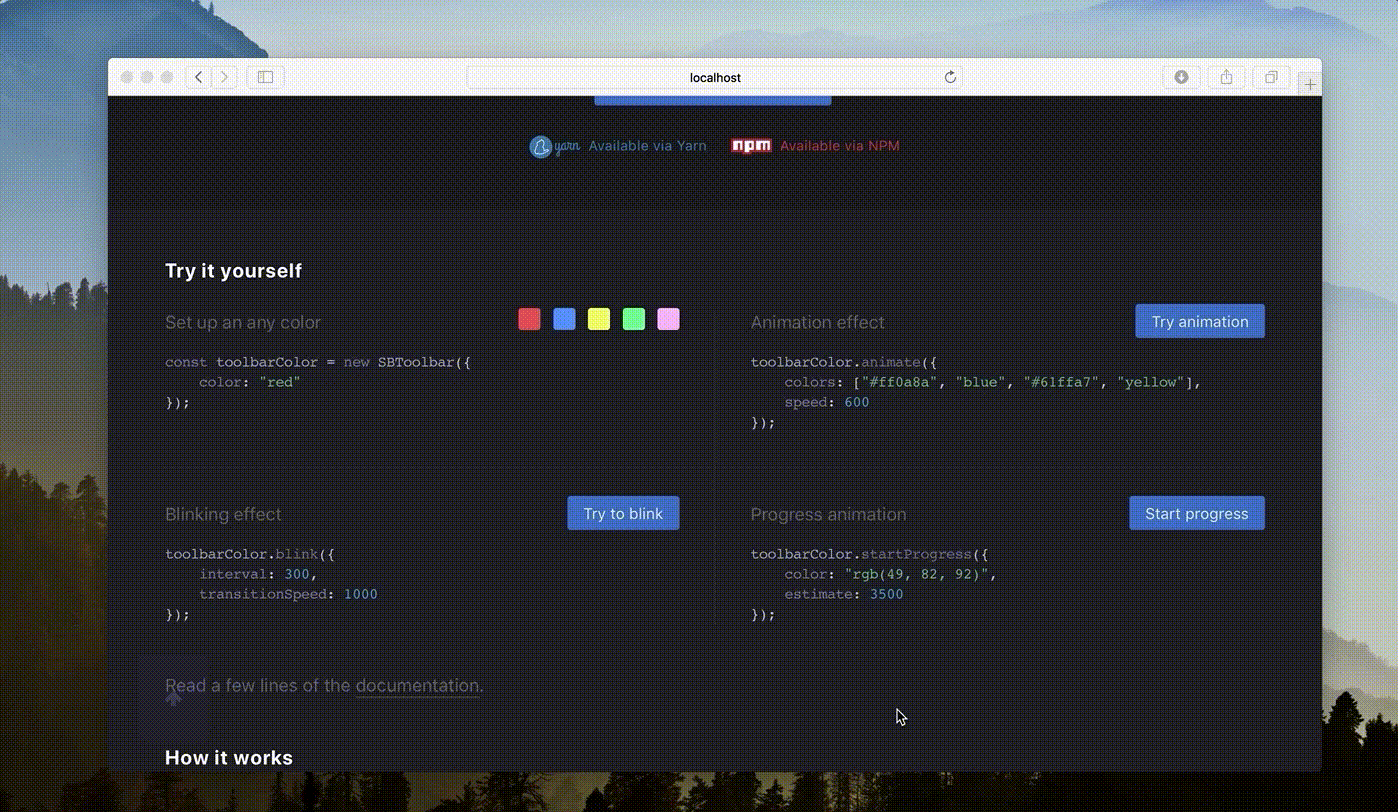 localhost
yarn Available via Yarn npm Available via NPM
Try it yourself
Set up an any color
const toolbarColor = new SBToolbar({
color: "red"
});
Animation effect
Try animation
toolbarColor.animate({
colors: ["#ff0a8a", "blue", "#61ffa7", "yellow"],
speed: 600
});
Blinking effect
Try to blink
toolbarColor.blink({
interval: 300,
transitionSpeed: 1000
});
Progress animation
Start progress
toolbarColor.startProgress({
color: "rgb(49, 82, 92)",
estimate: 3500
});
Read a few lines of the documentation.
How it works